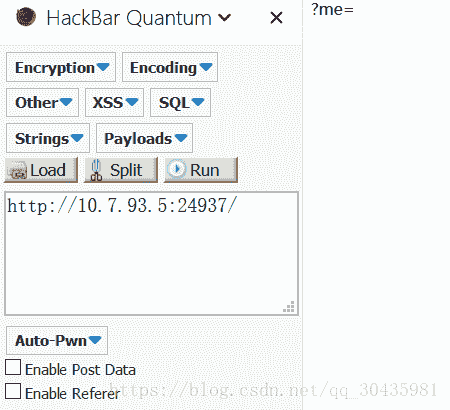 HackBar Quantum
?me=
Encryption Encoding
Other XSS SQL
Strings Payloads
Load Split Run
http://10.7.93.5:24937/
Auto-Pwn
Enable Post Data
Enable Referer
https://blog.csdn.net/qq_30435981